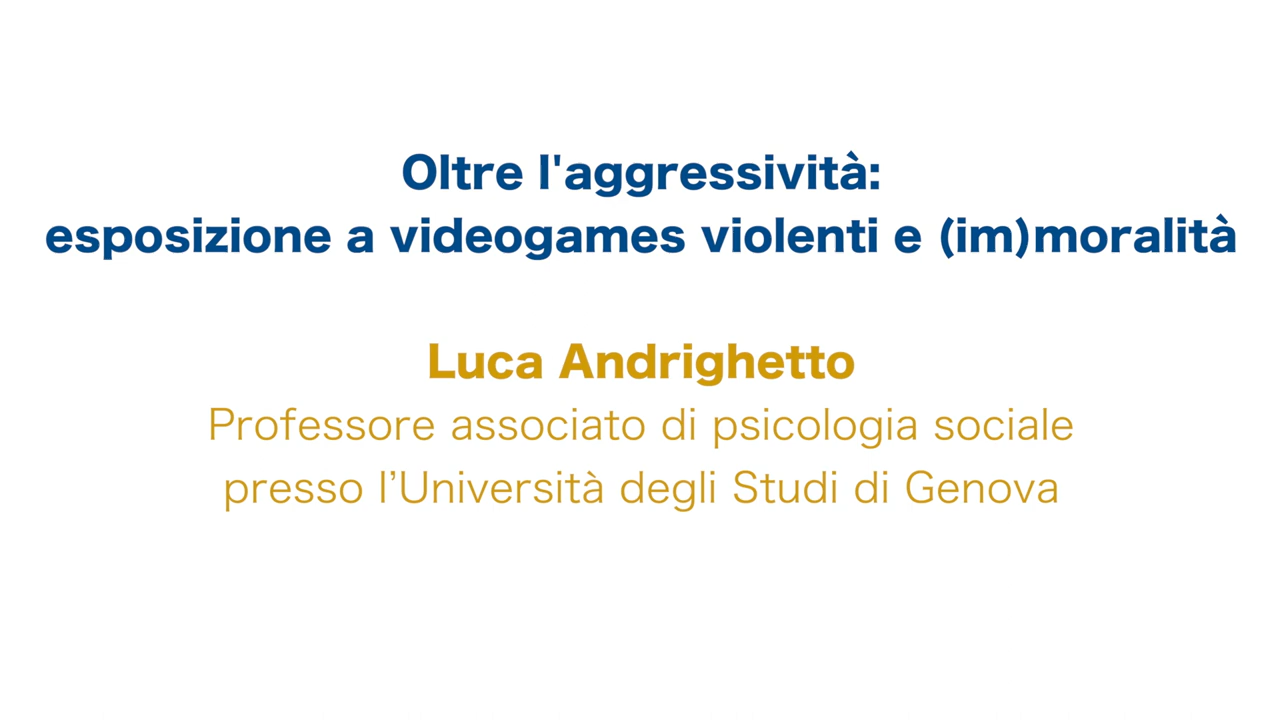 Oltre l'aggressività:
esposizione a videogames violenti e (im)moralità
Luca Andrighetto
Professore associato di psicologia sociale
presso l’Università degli Studi di Genova